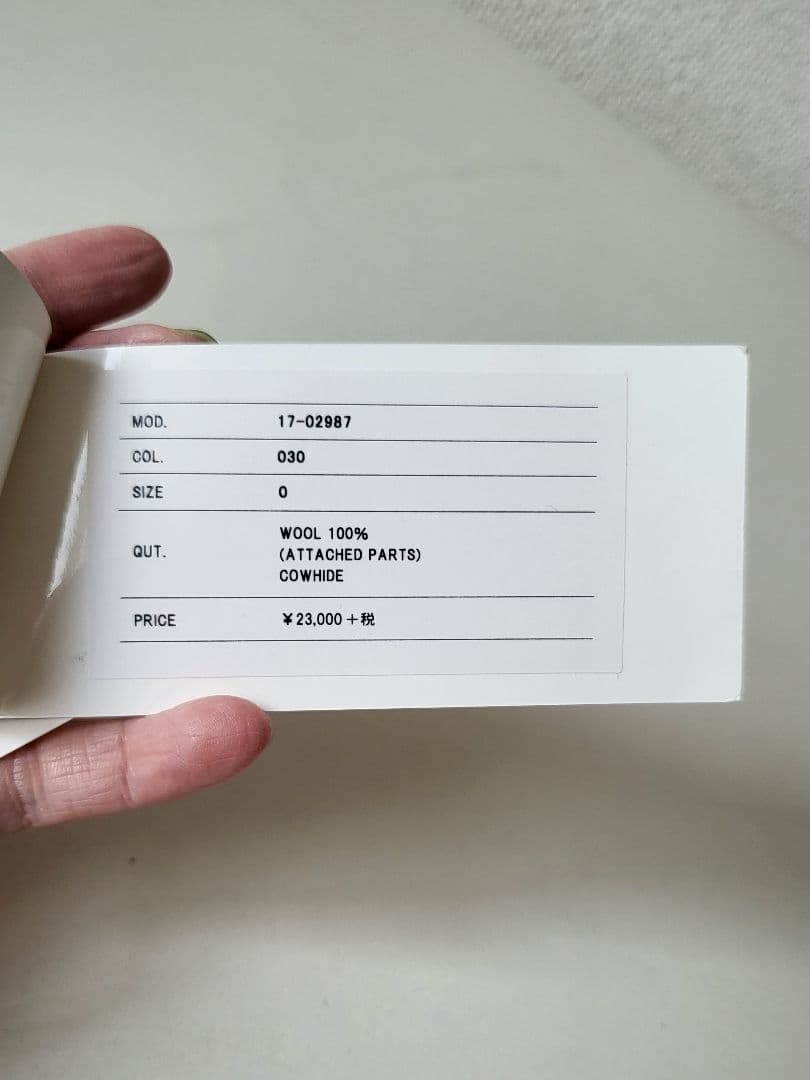 MOD. 17-02987
COL. 030
SIZE 0
QUT. WOOL 100%
(ATTACHED PARTS)
COWHIDE
PRICE ¥23,000+税